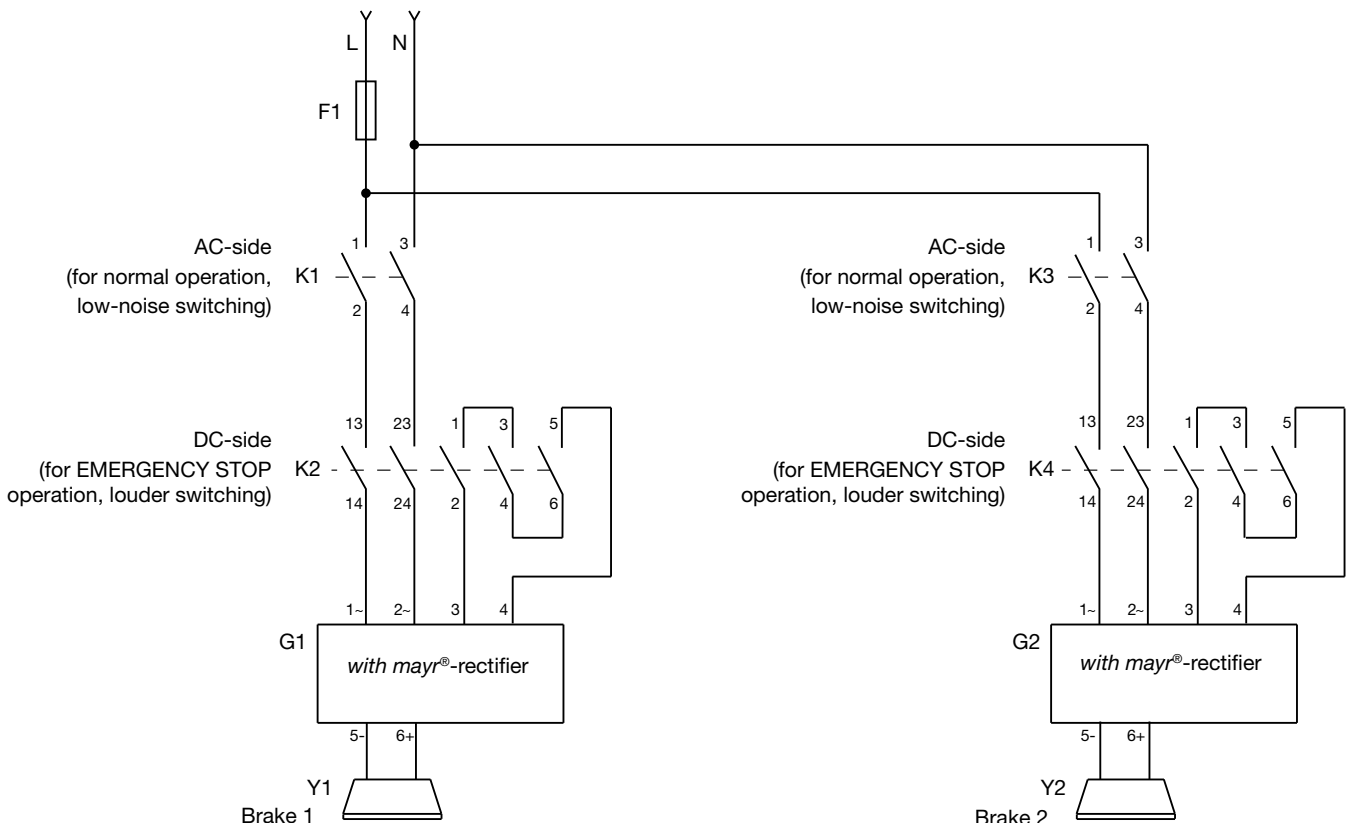 L N
F1
AC-side
(for normal operation,
low-noise switching)
K1
1 3
2 4
AC-side
(for normal operation,
low-noise switching)
K3
1 3
2 4
DC-side
(for EMERGENCY STOP
operation, louder switching)
K2
13 23 1 3 5
14 24 2 4 6
DC-side
(for EMERGENCY STOP
operation, louder switching)
K4
13 23 1 3 5
14 24 2 4 6
1~ 2~ 3 4
G1
with mayr®-rectifier
5- 6+
Y1
Brake 1
1~ 2~ 3 4
G2
with mayr®-rectifier
5- 6+
Y2
Brake 2